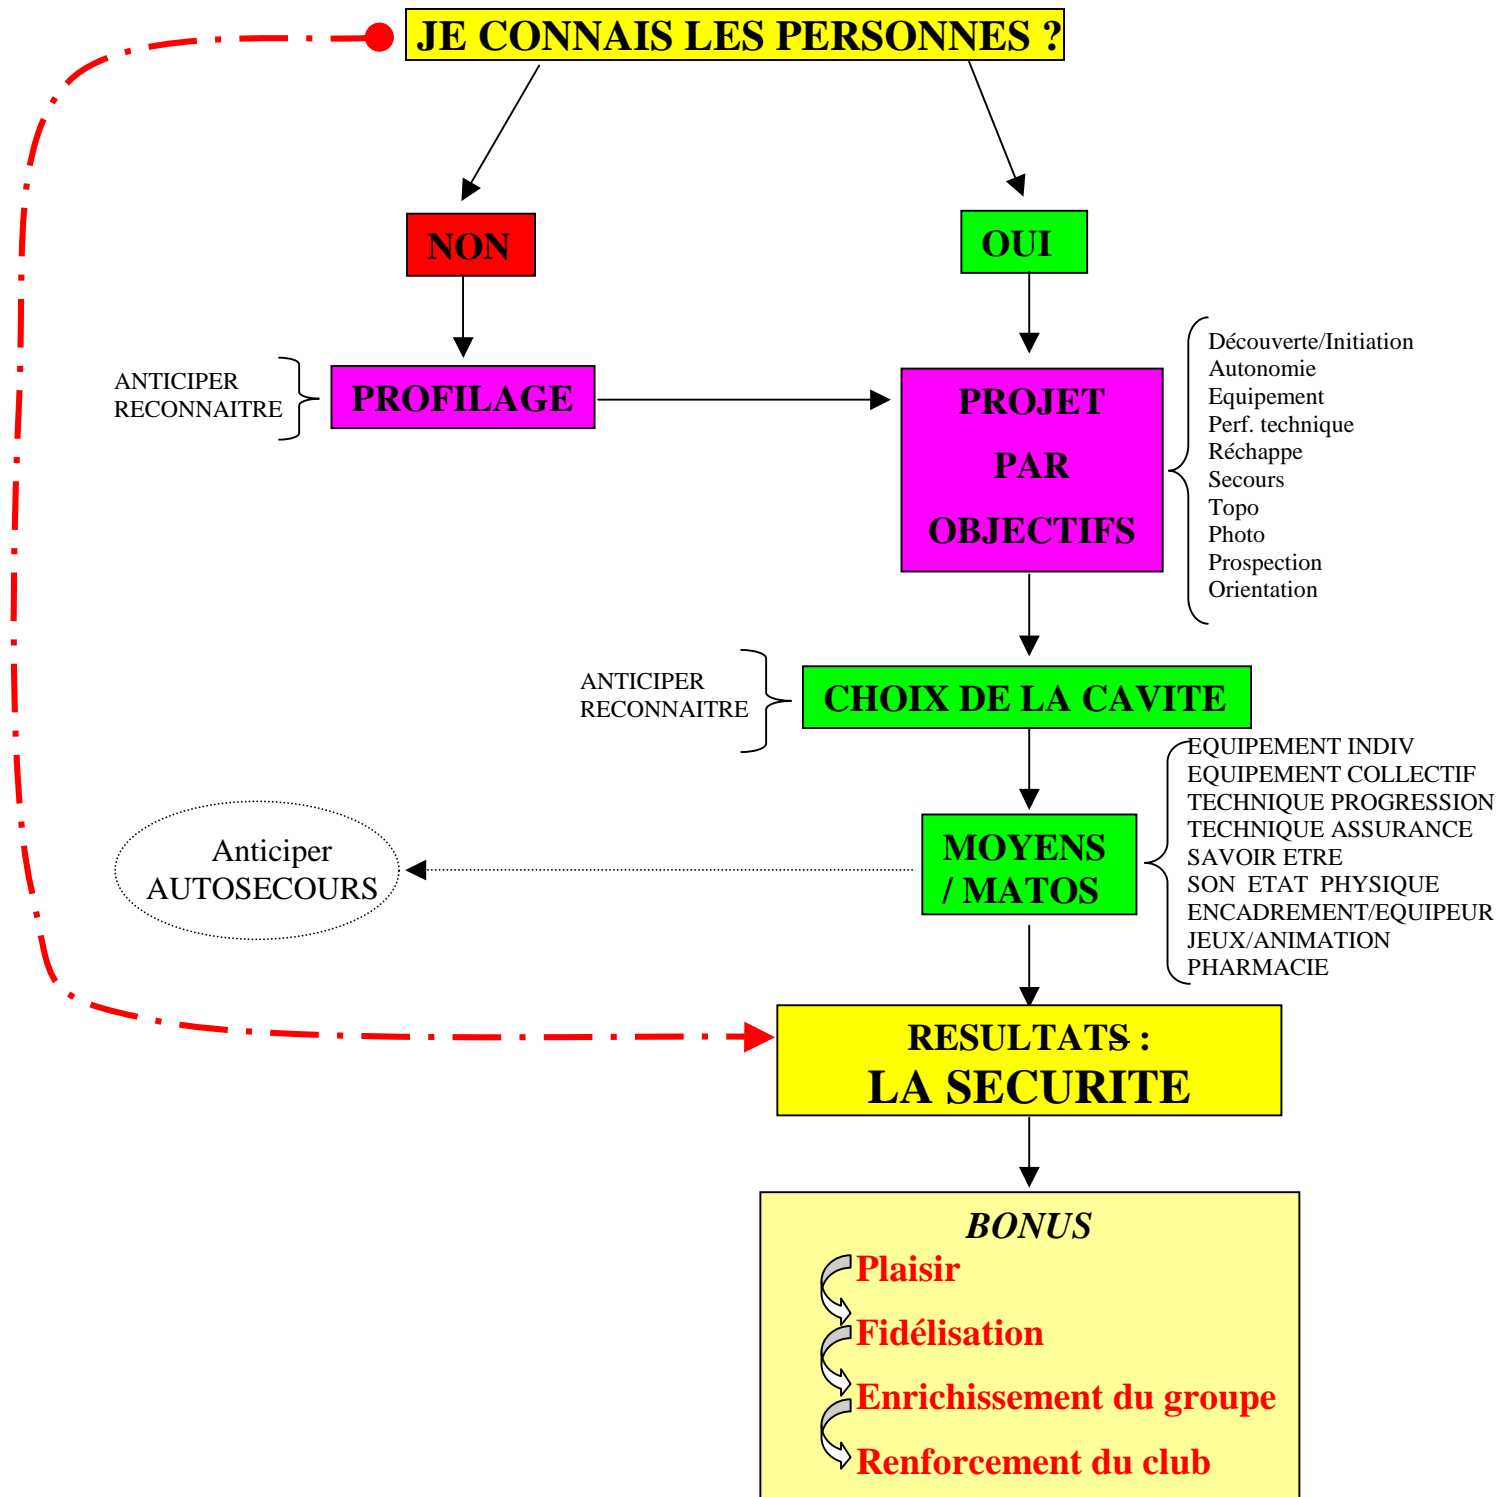 JE CONNAIS LES PERSONNES ?
NON
OUI
ANTICIPER
RECONNAITRE
PROFILAGE
PROJET
PAR
OBJECTIFS
Découverte/Initiation
Autonomie
Equipement
Perf. technique
Réchappe
Secours
Topo
Photo
Prospection
Orientation
ANTICIPER
RECONNAITRE
CHOIX DE LA CAVITE
EQUIPEMENT INDIV
EQUIPEMENT COLLECTIF
TECHNIQUE PROGRESSION
TECHNIQUE ASSURANCE
SAVOIR ETRE
SON ETAT PHYSIQUE
ENCADREMENT/EQUIPEUR
JEUX/ANIMATION
PHARMACIE
MOYENS
/ MATOS
Anticiper
AUTOSECOURS
RESULTATS :
LA SECURITE
BONUS
Plaisir
Fidélisation
Enrichissement du groupe
Renforcement du club